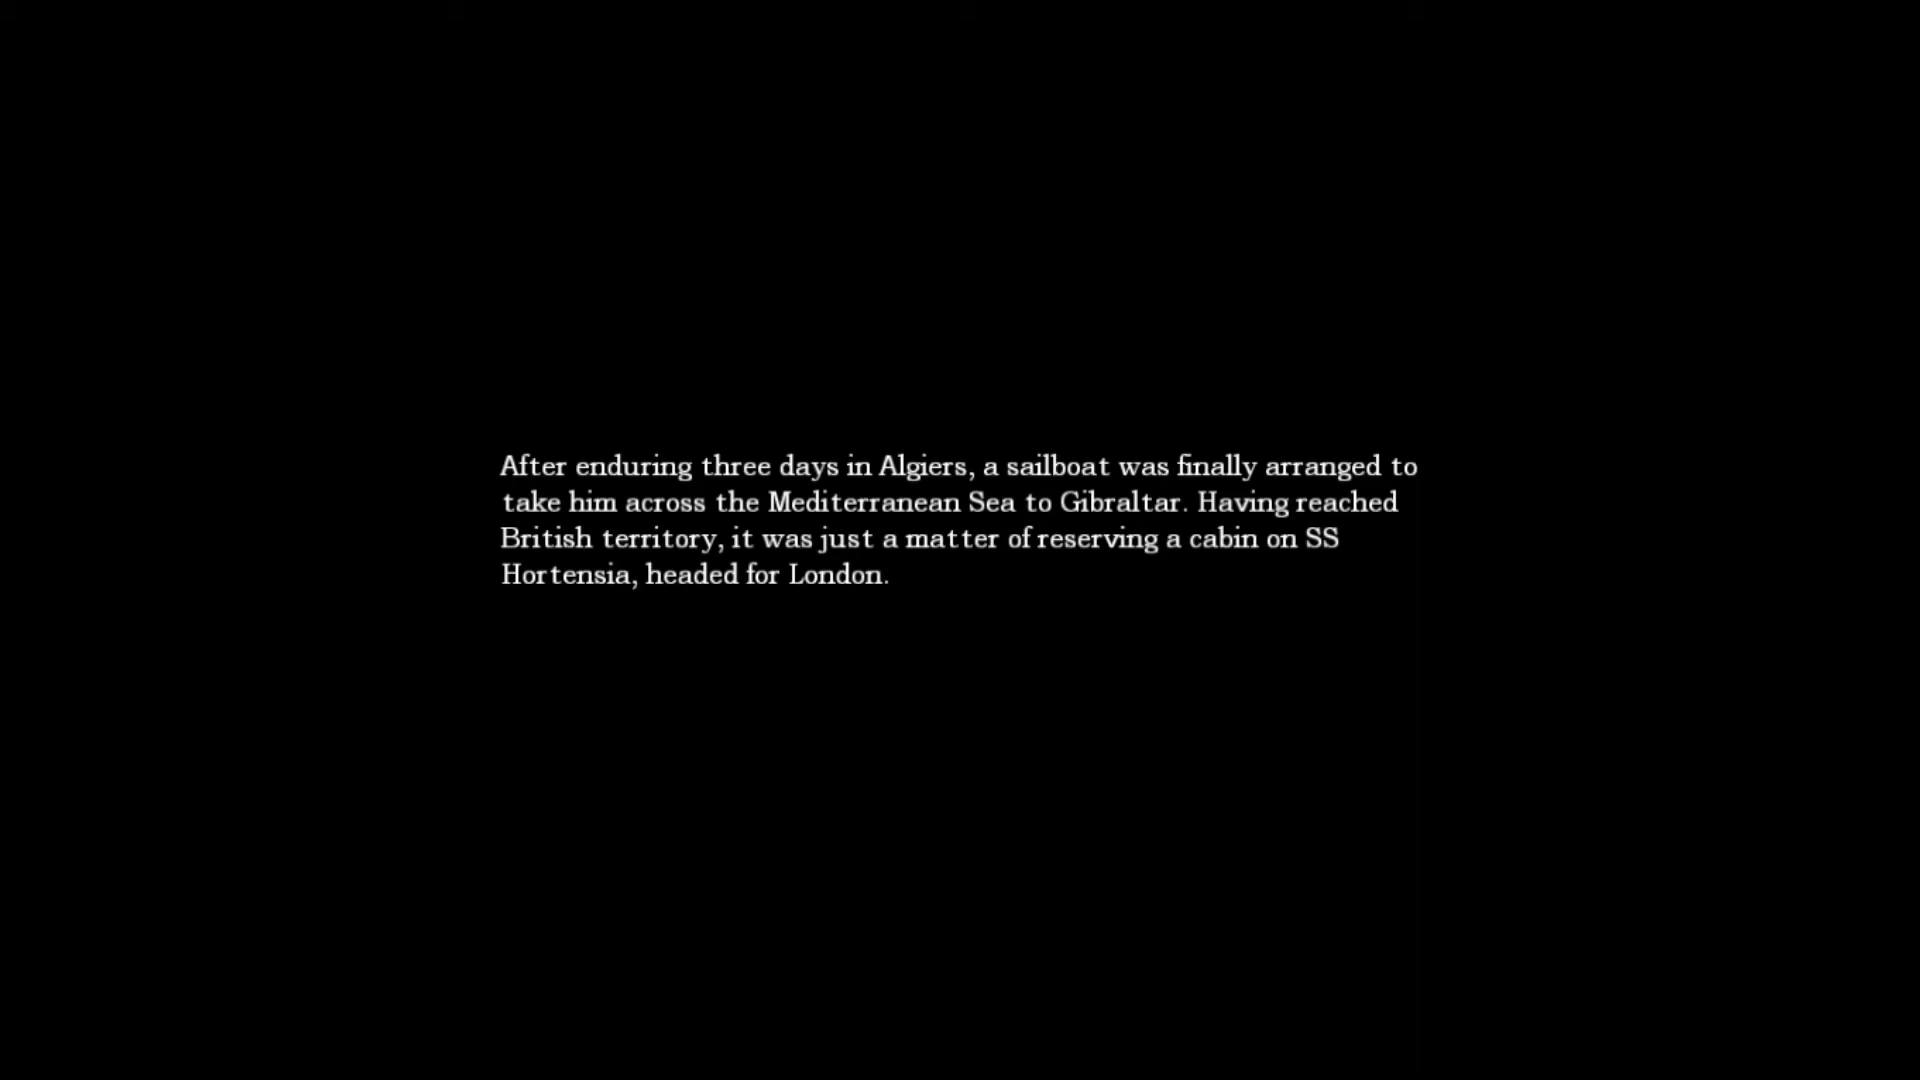 After enduring three days in Algiers, a sailboat was finally arranged to
take him across the Mediterranean Sea to Gibraltar. Having reached
British territory, it was just a matter of reserving a cabin on SS
Hortensia, headed for London.